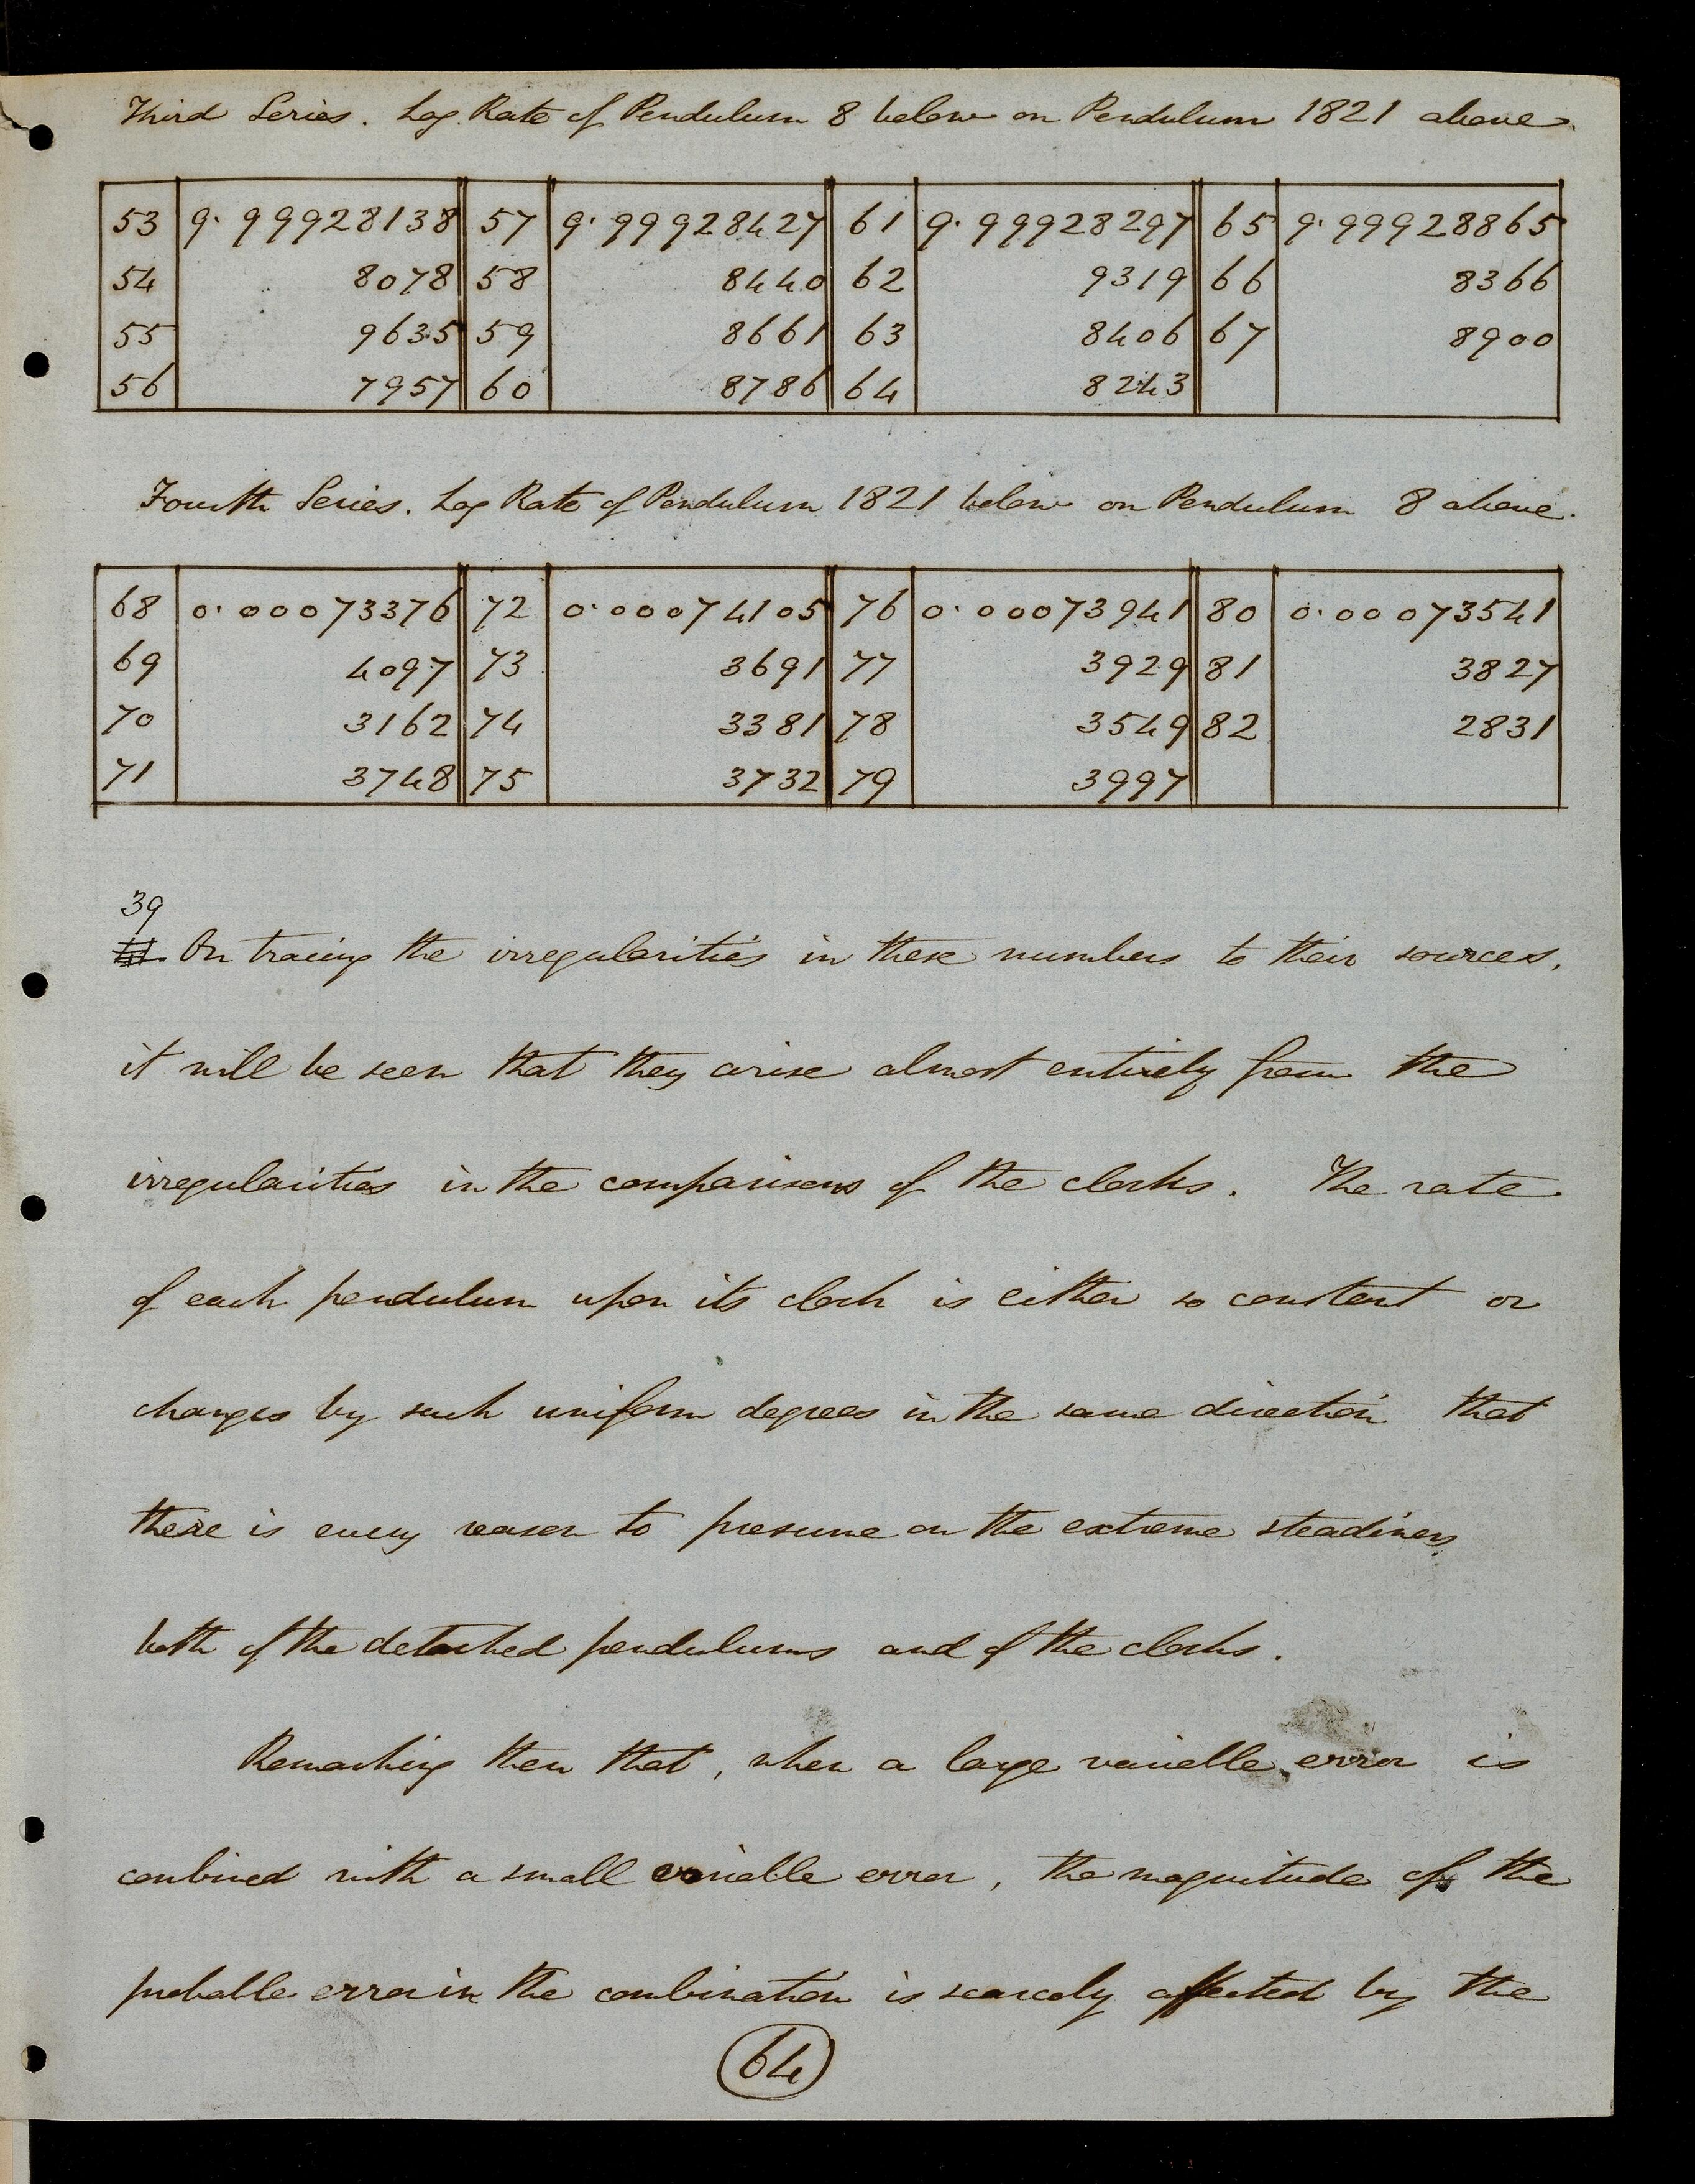 Third Series. Log. Rate of Pendulum 8 below on Pendulum 1821 above.
53 9.99928138 57 9.99928427 61 9.99928297 65 9.99928865
54 8078 58 8440 62 9319 66 8366
55 9635 59 8661 63 8406 67 8900
56 7957 60 8786 64 8243
Fourth Series. Log Rate of Pendulum 1821 below on Pendulum 8 above.
68 0.00073376 72 0.00074105 76 0.00073941 80 0.00073541
69 4097 73 3691 77 3929 81 3827
70 3162 74 3381 78 3549 82 2831
71 3748 75 3732 79 3997
39
On tracing the irregularities in these numbers to their sources,
it will be seen that they arise almost entirely from the
irregularities in the comparisons of the clocks. The rate
of each pendulum upon its clock is either so constant or
changes by such uniform degrees in the same direction that
there is every reason to presume on the extreme steadiness
both of the detached pendulums and of the clocks.
Remarking then that, when a large variable error is
combined with a small variable error, the magnitude of the
probable error in the combination is scarcely affected by the
64